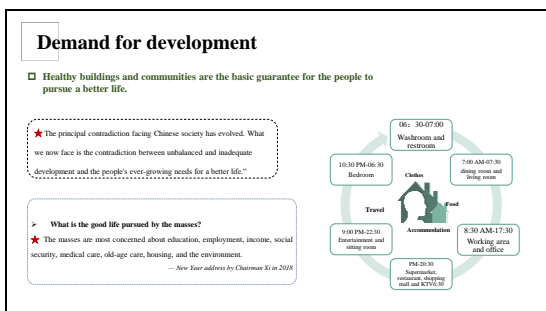 Demand for development
Healthy buildings and communities are the basic guarantee for the people to
pursue a better life.
★The principal contradiction facing Chinese society has evolved. What
we now face is the contradiction between unbalanced and inadequate
development and the people's ever-growing needs for a better life."
➢ What is the good life pursued by the masses?
★ The masses are most concerned about education, employment, income, social
security, medical care, old-age care, housing, and the environment.
— New Year address by Chairman Xi in 2018
06：30-07:00
Washroom and
restroom
7:00 AM-07:30
dining room and
living room
8:30 AM-17:30
Working area
and office
PM-20:30
Supermarket,
restaurant, shopping
mall and KTV6:30
9:00 PM-22:30
Entertainment and
sitting room
10:30 PM-06:30
Bedroom
Clothes
Food
Accommodation
Travel